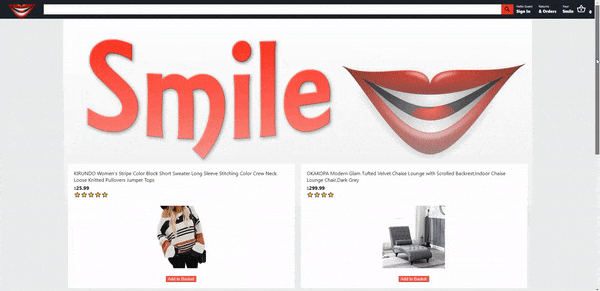 Hello Guest
Sign In
Returns
& Orders
Your
Smile
0
Smile
KIRUNDO Women's Stripe Color Block Short Sweater Long Sleeve Stitching Color Crew Neck
Loose Knitted Pullovers Jumper Tops
$25.99
Add to Basket
OKAKOPA Modern Glam Tufted Velvet Chaise Lounge with Scrolled Backrest,Indoor Chaise
Lounge Chair,Dark Grey
$299.99
Add to Basket